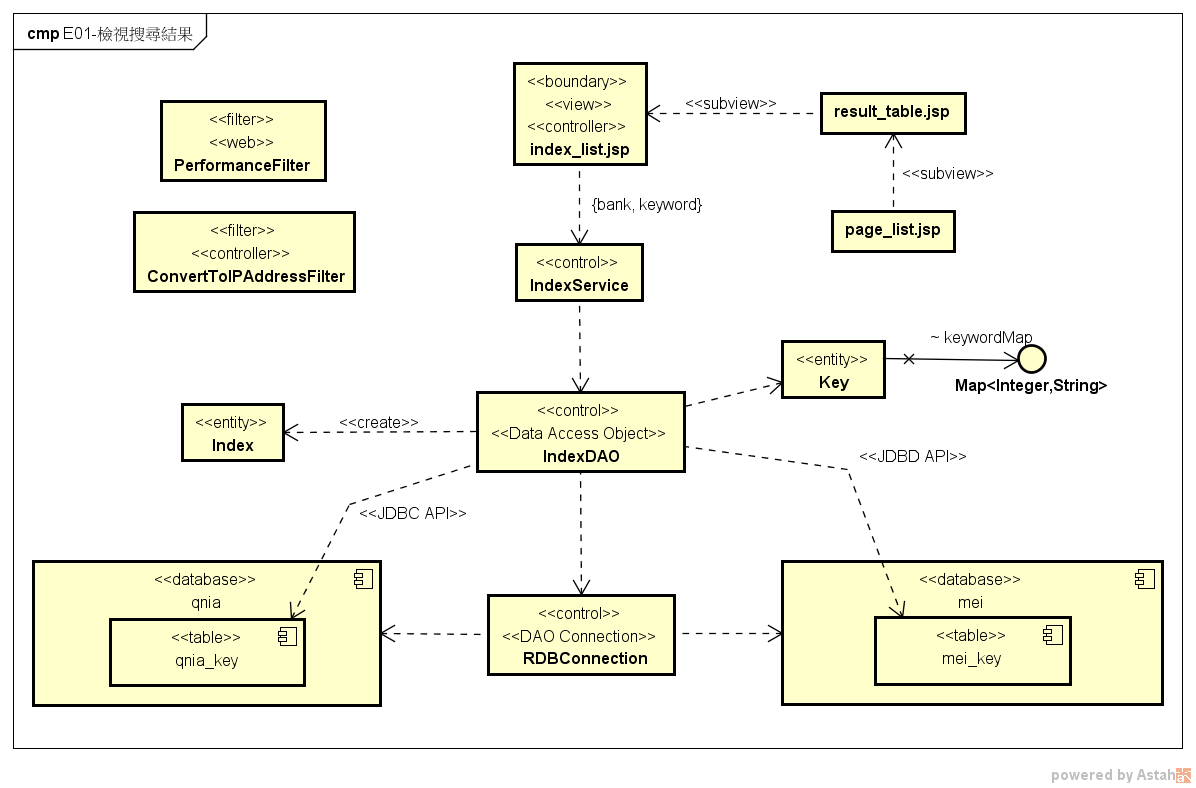 cmp E01-檢視搜尋結果
<<filter>>
<<web>>
PerformanceFilter
<<filter>>
<<controller>>
ConvertToIPAddressFilter
<<boundary>>
<<view>>
<<controller>>
index_list.jsp
<<subview>>
result_table.jsp
<<subview>>
page_list.jsp
{bank, keyword}
<<control>>
IndexService
<<entity>>
Key
~ keywordMap
Map<Integer,String>
<<control>>
<<Data Access Object>>
IndexDAO
<<create>>
<<entity>>
Index
<<JDBC API>>
<<JDBD API>>
<<database>>
qnia
<<table>>
qnia_key
<<control>>
<<DAO Connection>>
RDBConnection
<<database>>
mei
<<table>>
mei_key
powered by Astah